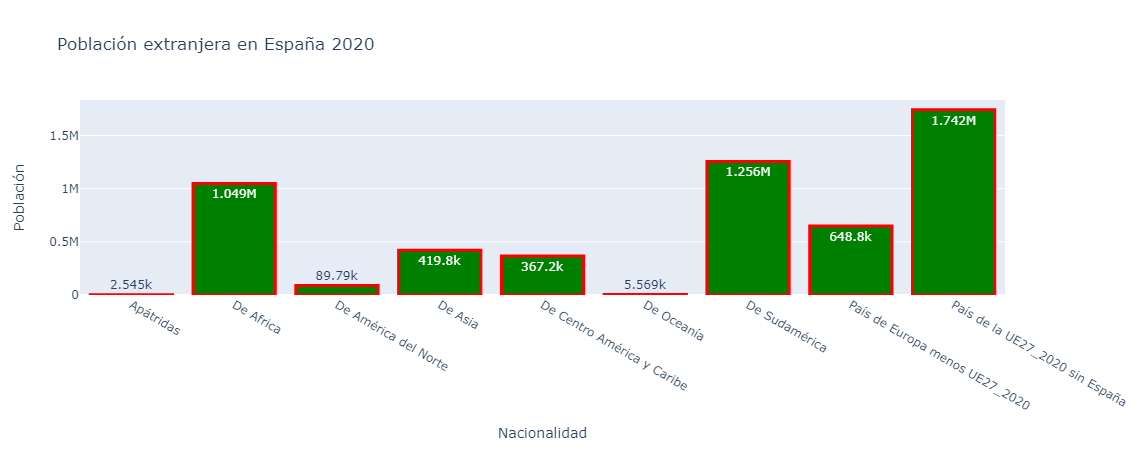 Población extranjera en España 2020
Población
1.5M
1M
0.5M
0
2.545k
1.049M
89.79k
419.8k
367.2k
5.569k
1.256M
648.8k
1.742M
Apátridas
De Africa
De América del Norte
De Asia
De Centro América y Caribe
De Oceanía
De Sudamérica
País de Europa menos UE27_2020
País de la UE27_2020 sin España
Nacionalidad